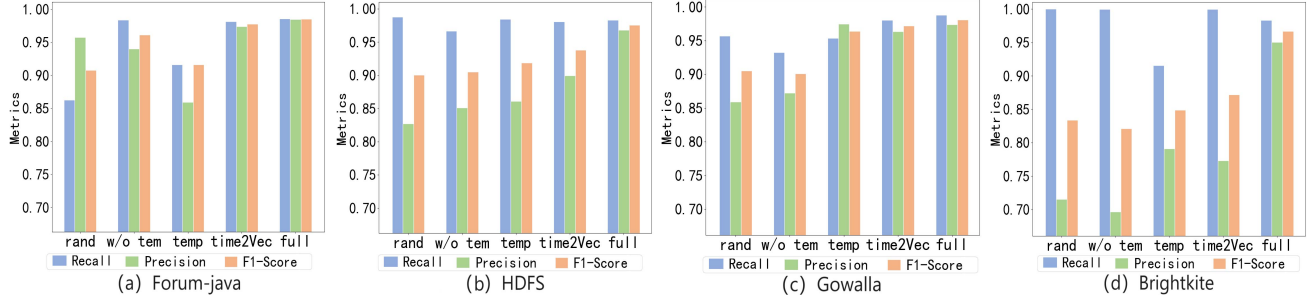 1.00
0.95
0.90
0.85
0.80
0.75
0.70
Metrics
rand w/o tem temp time2Vec full
Recall Precision F1-Score
(a) Forum-java
1.00
0.95
0.90
0.85
0.80
0.75
0.70
Metrics
rand w/o tem temp time2Vec full
Recall Precision F1-Score
(b) HDFS
1.00
0.95
0.90
0.85
0.80
0.75
0.70
Metrics
rand w/o tem temp time2Vec full
Recall Precision F1-Score
(c) Gowalla
1.00
0.95
0.90
0.85
0.80
0.75
0.70
Metrics
rand w/o tem temp time2Vec full
Recall Precision F1-Score
(d) Brightkite